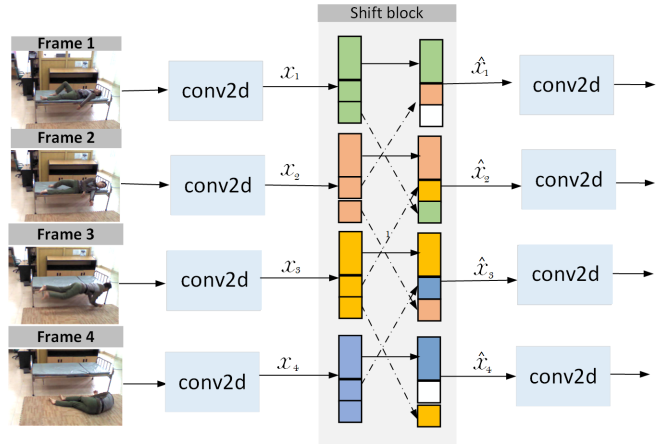 Shift block
Frame 1
conv2d
x₁
x̂₁
conv2d
Frame 2
conv2d
x₂
x̂₂
conv2d
Frame 3
conv2d
x₃
1
x̂₃
conv2d
Frame 4
conv2d
x₄
x̂₄
conv2d